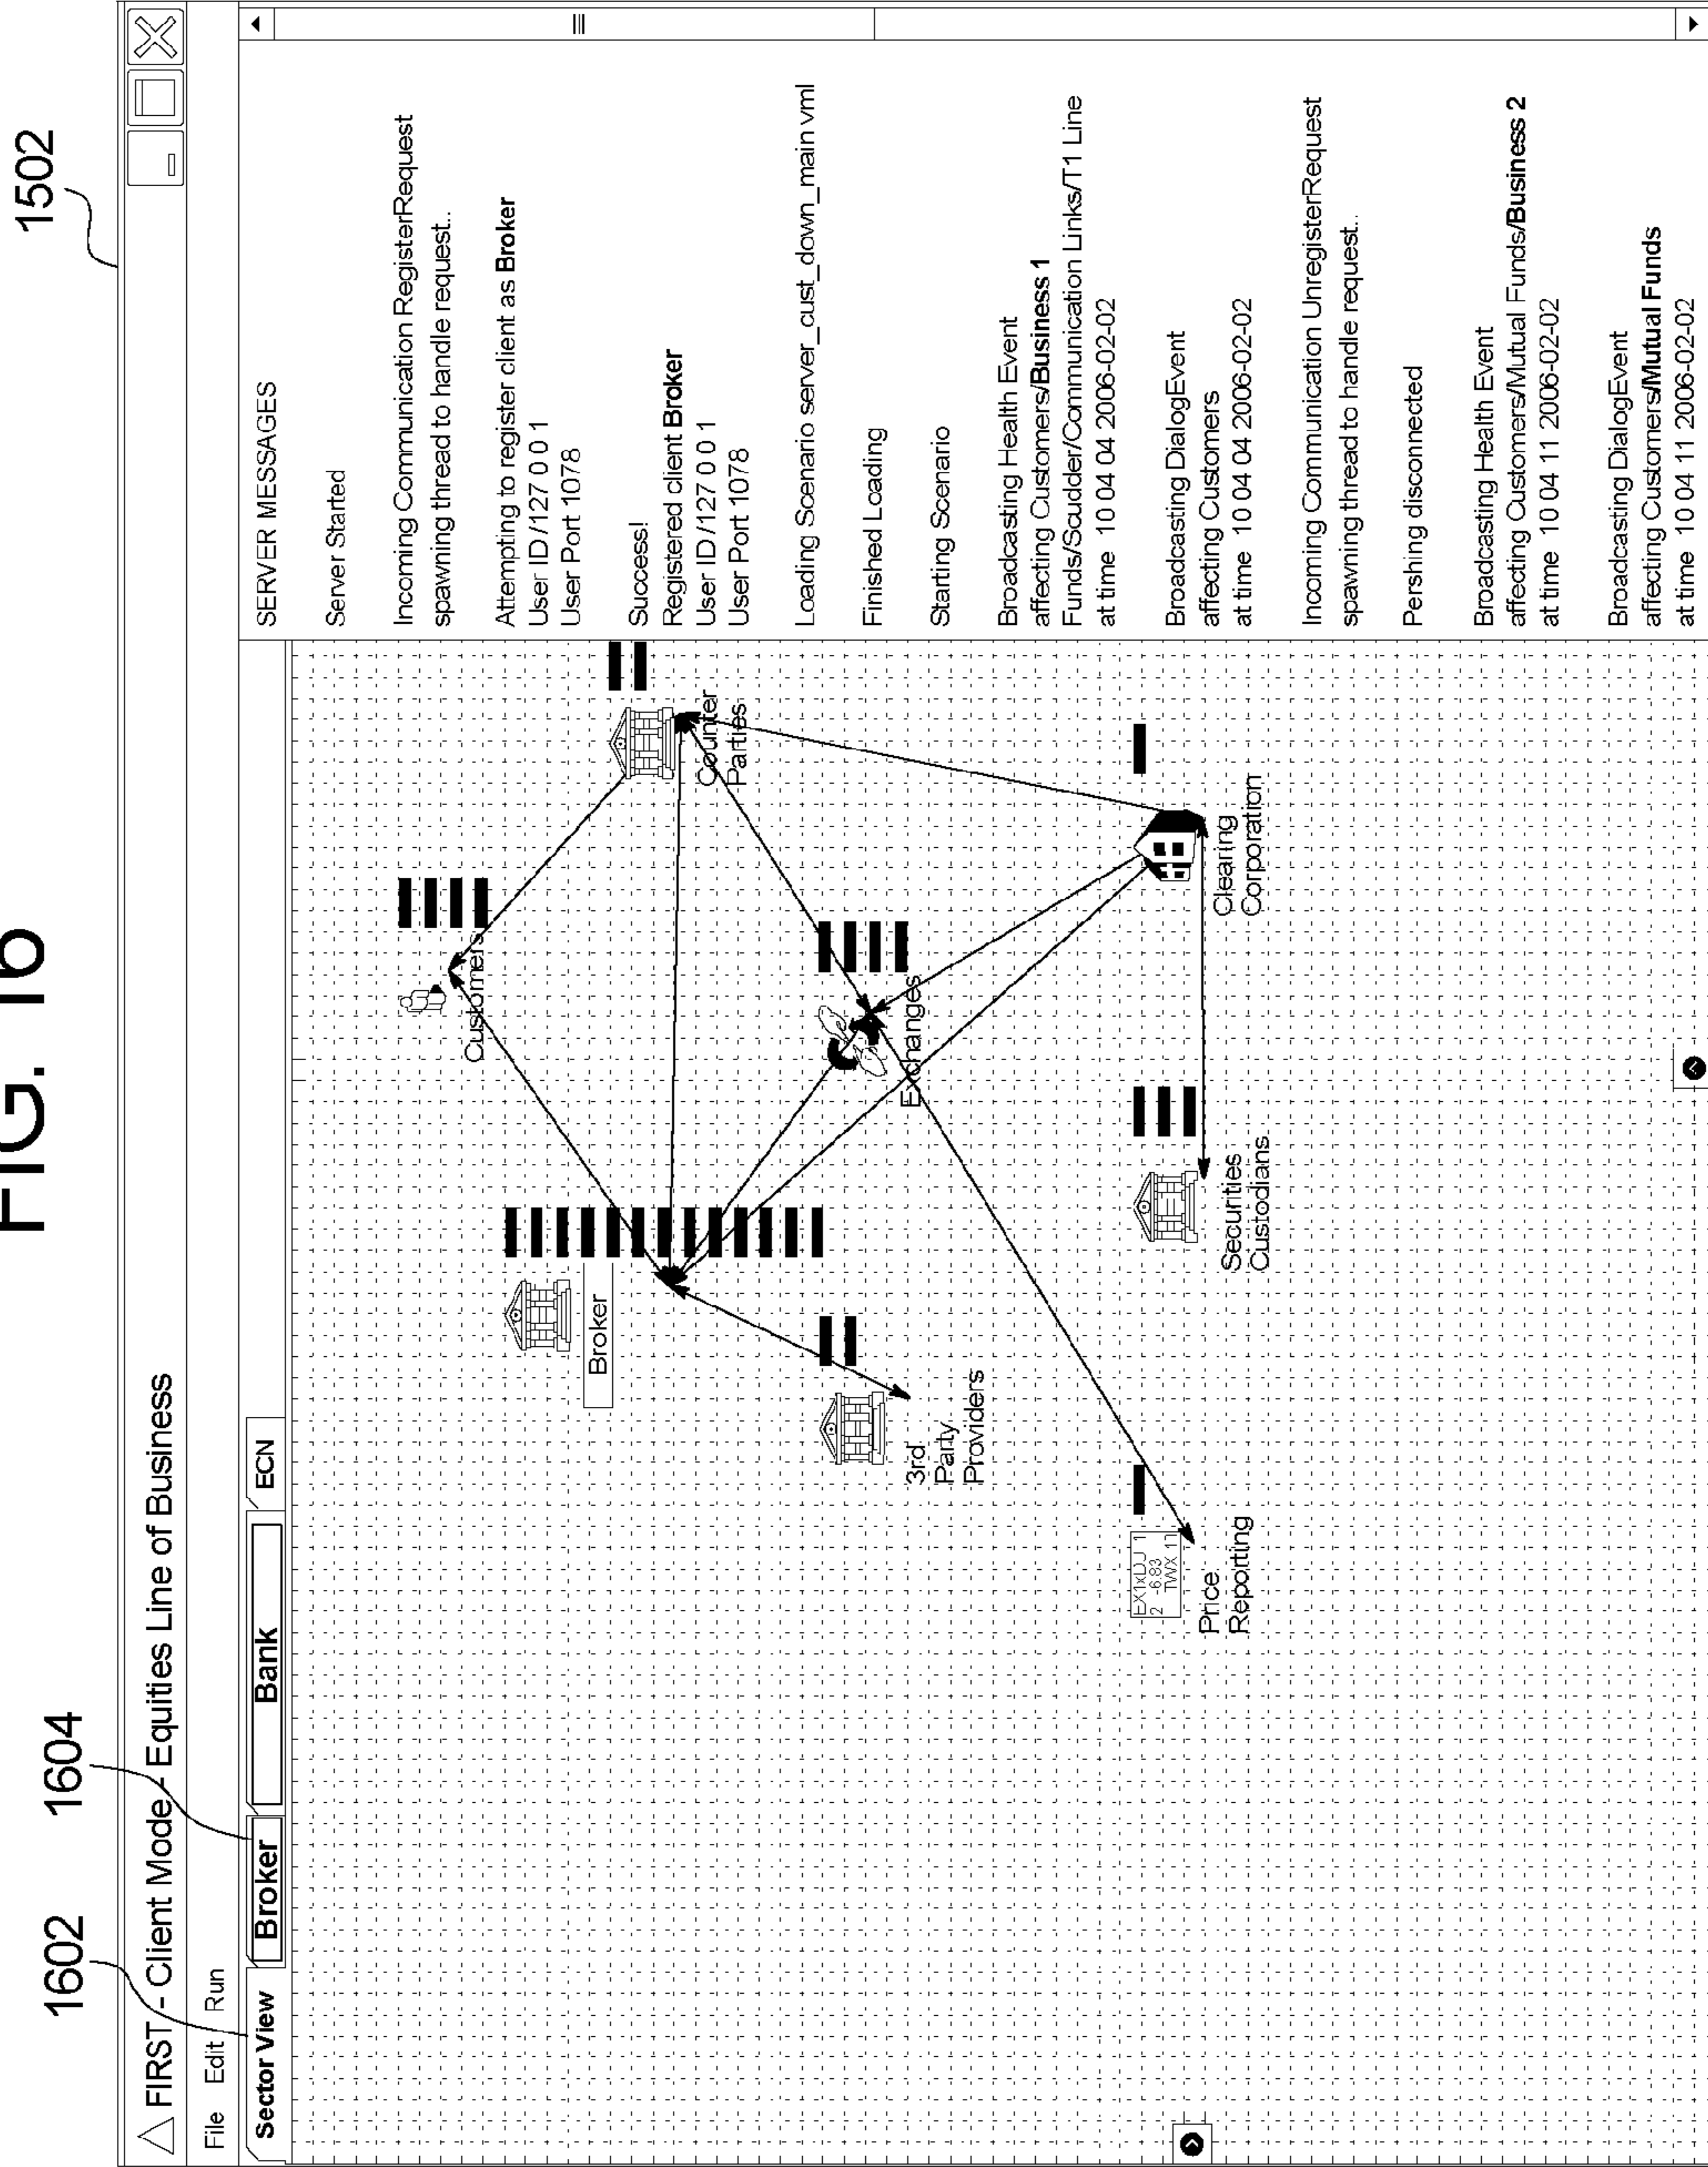 FIG. 16
1602
1604
1502
FIRST - Client Mode - Equities Line of Business
File Edit Run
Sector View
Broker
Bank
ECN
Customers
Broker
Counter
Parties
3rd
Party
Providers
Exchanges
EX1xDJ 1
2 6.83
TWX 11
Price
Reporting
Securities
Custodians
Clearing
Corporation
SERVER MESSAGES
Server Started
Incoming Communication RegisterRequest
spawning thread to handle request..
Attempting to register client as Broker
User ID /127 0 0 1
User Port 1078
Success!
Registered client Broker
User ID /127 0 0 1
User Port 1078
Loading Scenario server_cust_down_main vml
Finished Loading
Starting Scenario
Broadcasting Health Event
affecting Customers/Business 1
Funds/Scudder/Communication Links/T1 Line
at time 10 04 04 2006-02-02
Broadcasting DialogEvent
affecting Customers
at time 10 04 04 2006-02-02
Incoming Communication UnregisterRequest
spawning thread to handle request..
Pershing disconnected
Broadcasting Health Event
affecting Customers/Mutual Funds/Business 2
at time 10 04 11 2006-02-02
Broadcasting DialogEvent
affecting Customers/Mutual Funds
at time 10 04 11 2006-02-02